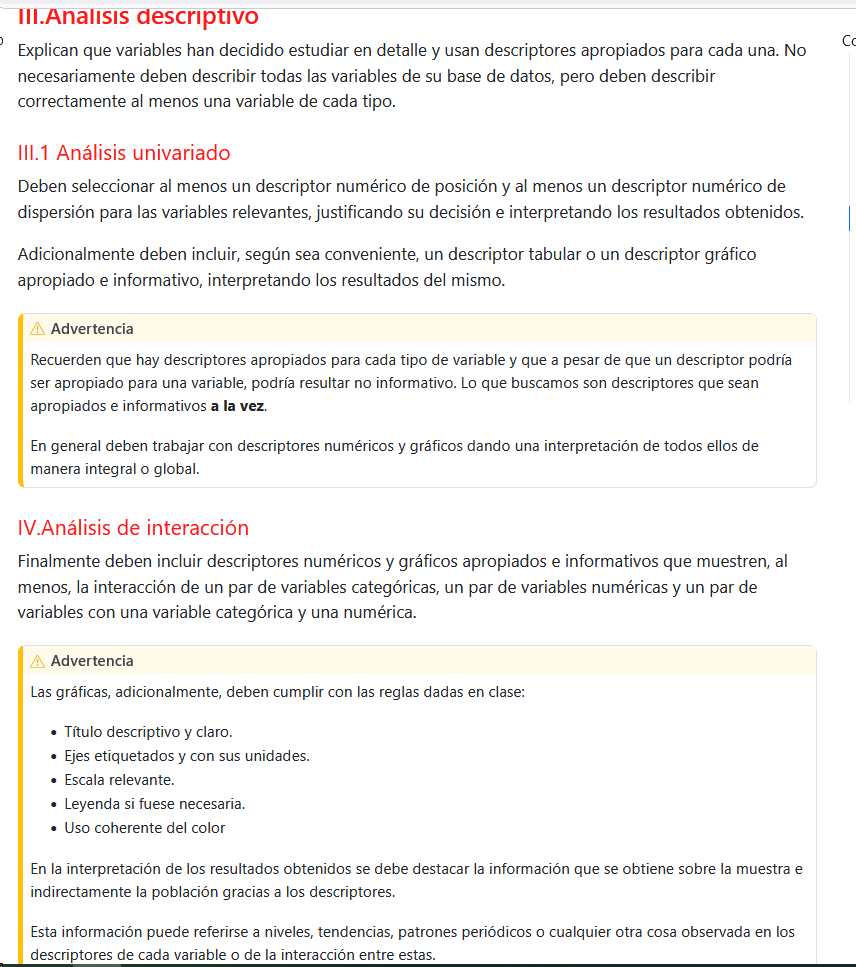 III.Análisis descriptivo
Explican que variables han decidido estudiar en detalle y usan descriptores apropiados para cada una. No
necesariamente deben describir todas las variables de su base de datos, pero deben describir
correctamente al menos una variable de cada tipo.
III.1 Análisis univariado
Deben seleccionar al menos un descriptor numérico de posición y al menos un descriptor numérico de
dispersión para las variables relevantes, justificando su decisión e interpretando los resultados obtenidos.
Adicionalmente deben incluir, según sea conveniente, un descriptor tabular o un descriptor gráfico
apropiado e informativo, interpretando los resultados del mismo.
Advertencia
Recuerden que hay descriptores apropiados para cada tipo de variable y que a pesar de que un descriptor podría
ser apropiado para una variable, podría resultar no informativo. Lo que buscamos son descriptores que sean
apropiados e informativos a la vez.
En general deben trabajar con descriptores numéricos y gráficos dando una interpretación de todos ellos de
manera integral o global.
IV.Análisis de interacción
Finalmente deben incluir descriptores numéricos y gráficos apropiados e informativos que muestren, al
menos, la interacción de un par de variables categóricas, un par de variables numéricas y un par de
variables con una variable categórica y una numérica.
Advertencia
Las gráficas, adicionalmente, deben cumplir con las reglas dadas en clase:
• Título descriptivo y claro.
• Ejes etiquetados y con sus unidades.
• Escala relevante.
• Leyenda si fuese necesaria.
• Uso coherente del color
En la interpretación de los resultados obtenidos se debe destacar la información que se obtiene sobre la muestra e
indirectamente la población gracias a los descriptores.
Esta información puede referirse a niveles, tendencias, patrones periódicos o cualquier otra cosa observada en los
descriptores de cada variable o de la interacción entre estas.